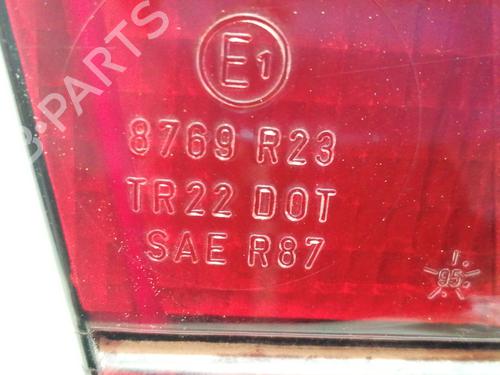 B-PARTS
E1
8769 R23
TR22 DOT
SAE R87
95